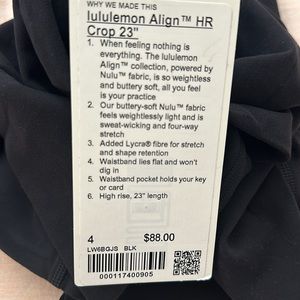 WHY WE MADE THIS
lululemon Align™ HR
Crop 23"
1. When feeling nothing is
everything. The lululemon
Align™ collection, powered by
Nulu™ fabric, is so weightless
and buttery soft, all you feel
is your practice
2. Our buttery-soft Nulu™ fabric
feels weightlessly light and is
sweat-wicking and four-way
stretch
3. Added Lycra® fibre for stretch
and shape retention
4. Waistband lies flat and won't
dig in
5. Waistband pocket holds your key
or card
6. High rise, 23" length
4 $88.00
LW6BGJS BLK
000117400905